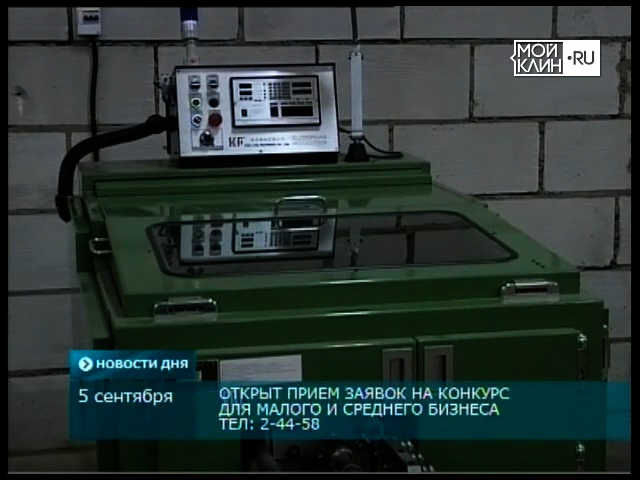 МОЙ
КЛИН.RU
НОВОСТИ ДНЯ
5 сентября
ОТКРЫТ ПРИЕМ ЗАЯВОК НА КОНКУРС
ДЛЯ МАЛОГО И СРЕДНЕГО БИЗНЕСА
ТЕЛ: 2-44-58